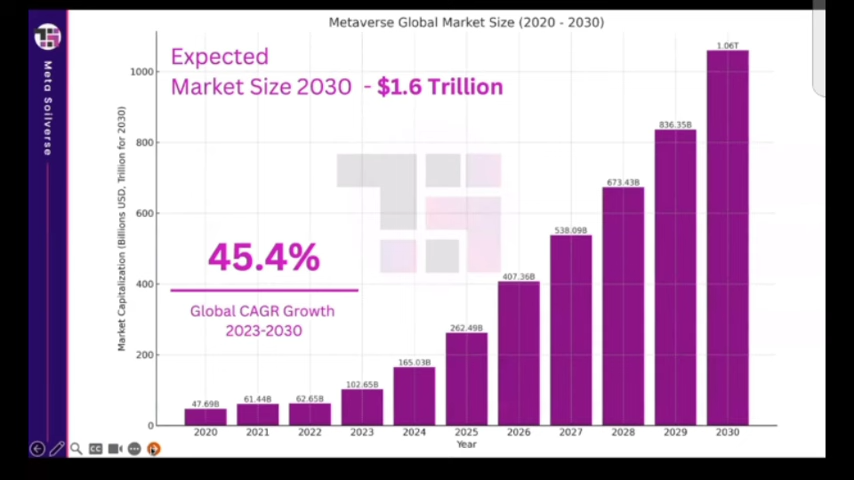 Metaverse Global Market Size (2020 - 2030)
Meta Soilverse
Expected
Market Size 2030 - $1.6 Trillion
45.4%
Global CAGR Growth
2023-2030
Market Capitalization (Billions USD, Trillion for 2030)
1000
800
600
400
200
0
47.69B
61.44B
62.65B
102.65B
165.03B
262.49B
407.36B
538.09B
673.43B
836.35B
1.06T
2020 2021 2022 2023 2024 2025 2026 2027 2028 2029 2030
Year
CC